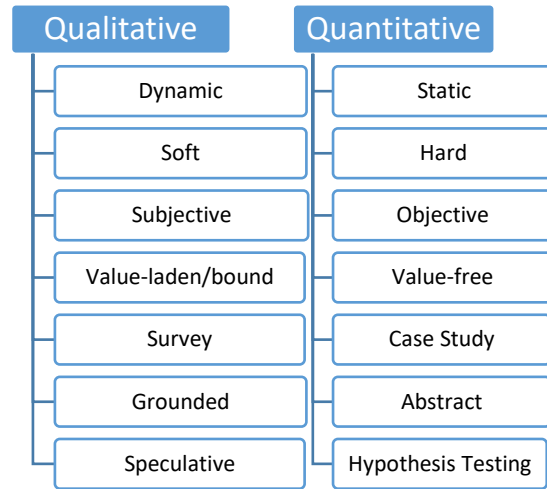 Qualitative
Dynamic
Soft
Subjective
Value-laden/bound
Survey
Grounded
Speculative
Quantitative
Static
Hard
Objective
Value-free
Case Study
Abstract
Hypothesis Testing